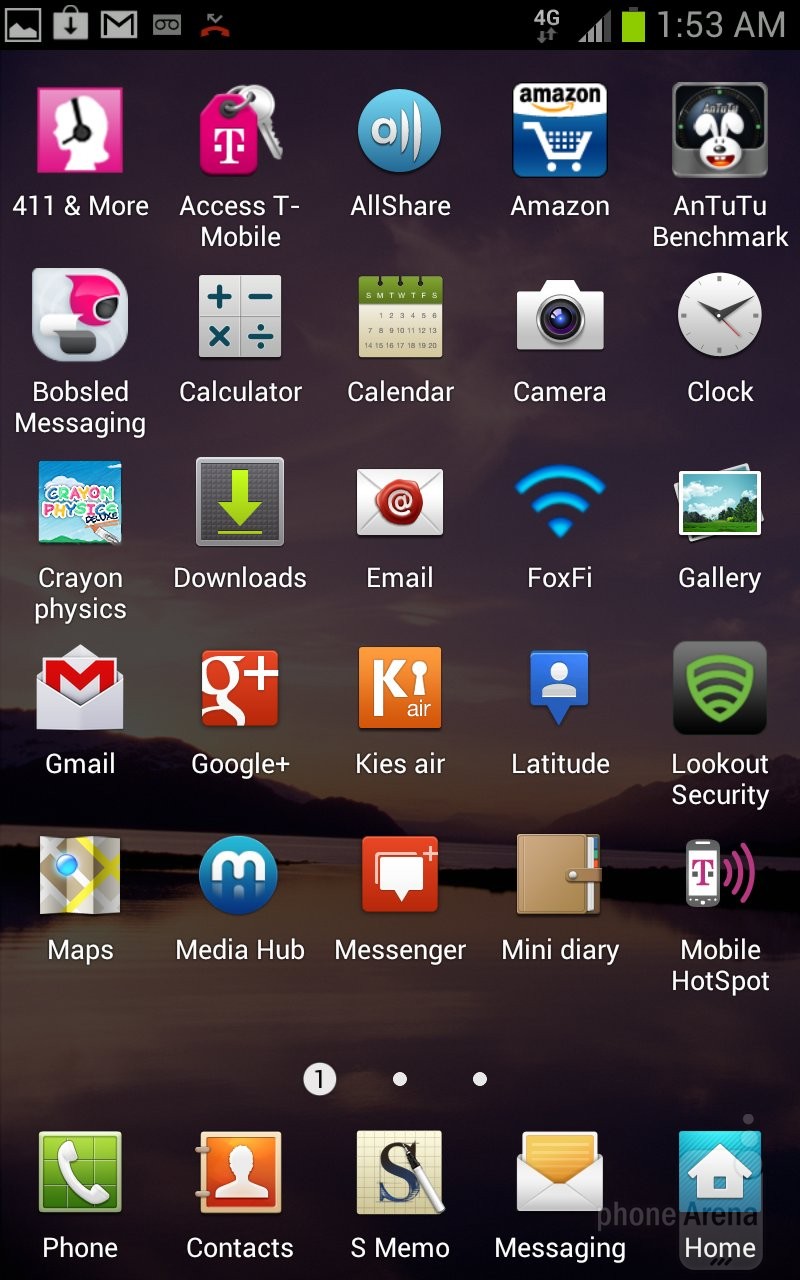 4G 1:53 AM
amazon
AnTuTu
411 & More Access T- AllShare Amazon AnTuTu
Mobile Benchmark
S M T W T F S
1 2 3 4 5 6
7 8 9 10 11 12 13
14 15 16 17 18 19 20
Bobsled Calculator Calendar Camera Clock
Messaging
CRAYON
PHYSICS
DELUXE
@
Crayon Downloads Email FoxFi Gallery
physics
g+ Ki
air
Gmail Google+ Kies air Latitude Lookout
Security
m T
Maps Media Hub Messenger Mini diary Mobile
HotSpot
1
S
phoneArena
Phone Contacts S Memo Messaging Home